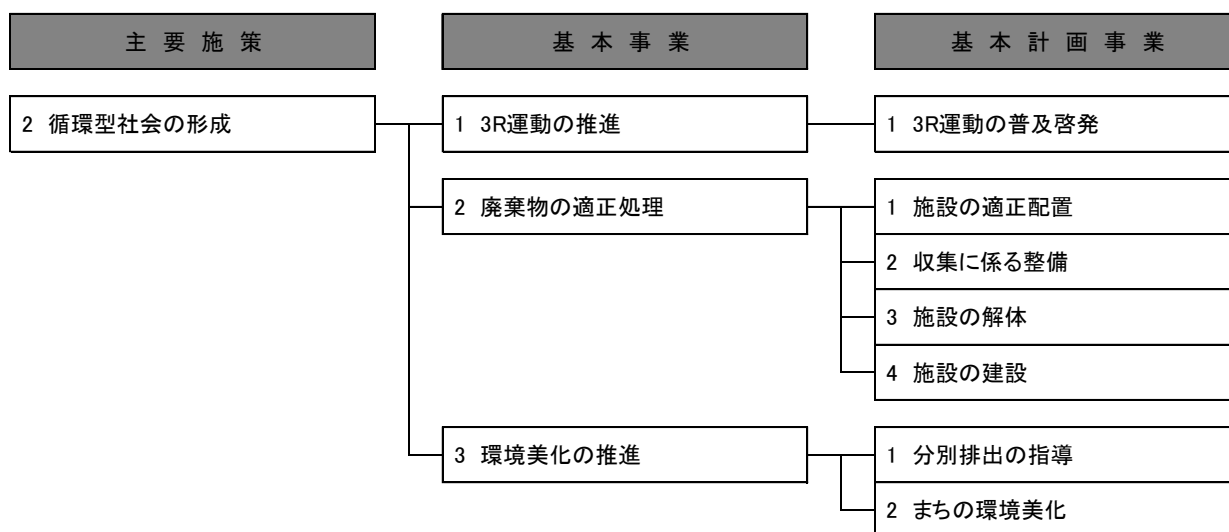 主要施策
基本事業
基本計画事業
2 循環型社会の形成
1 3R運動の推進
1 3R運動の普及啓発
2 廃棄物の適正処理
1 施設の適正配置
2 収集に係る整備
3 施設の解体
4 施設の建設
3 環境美化の推進
1 分別排出の指導
2 まちの環境美化